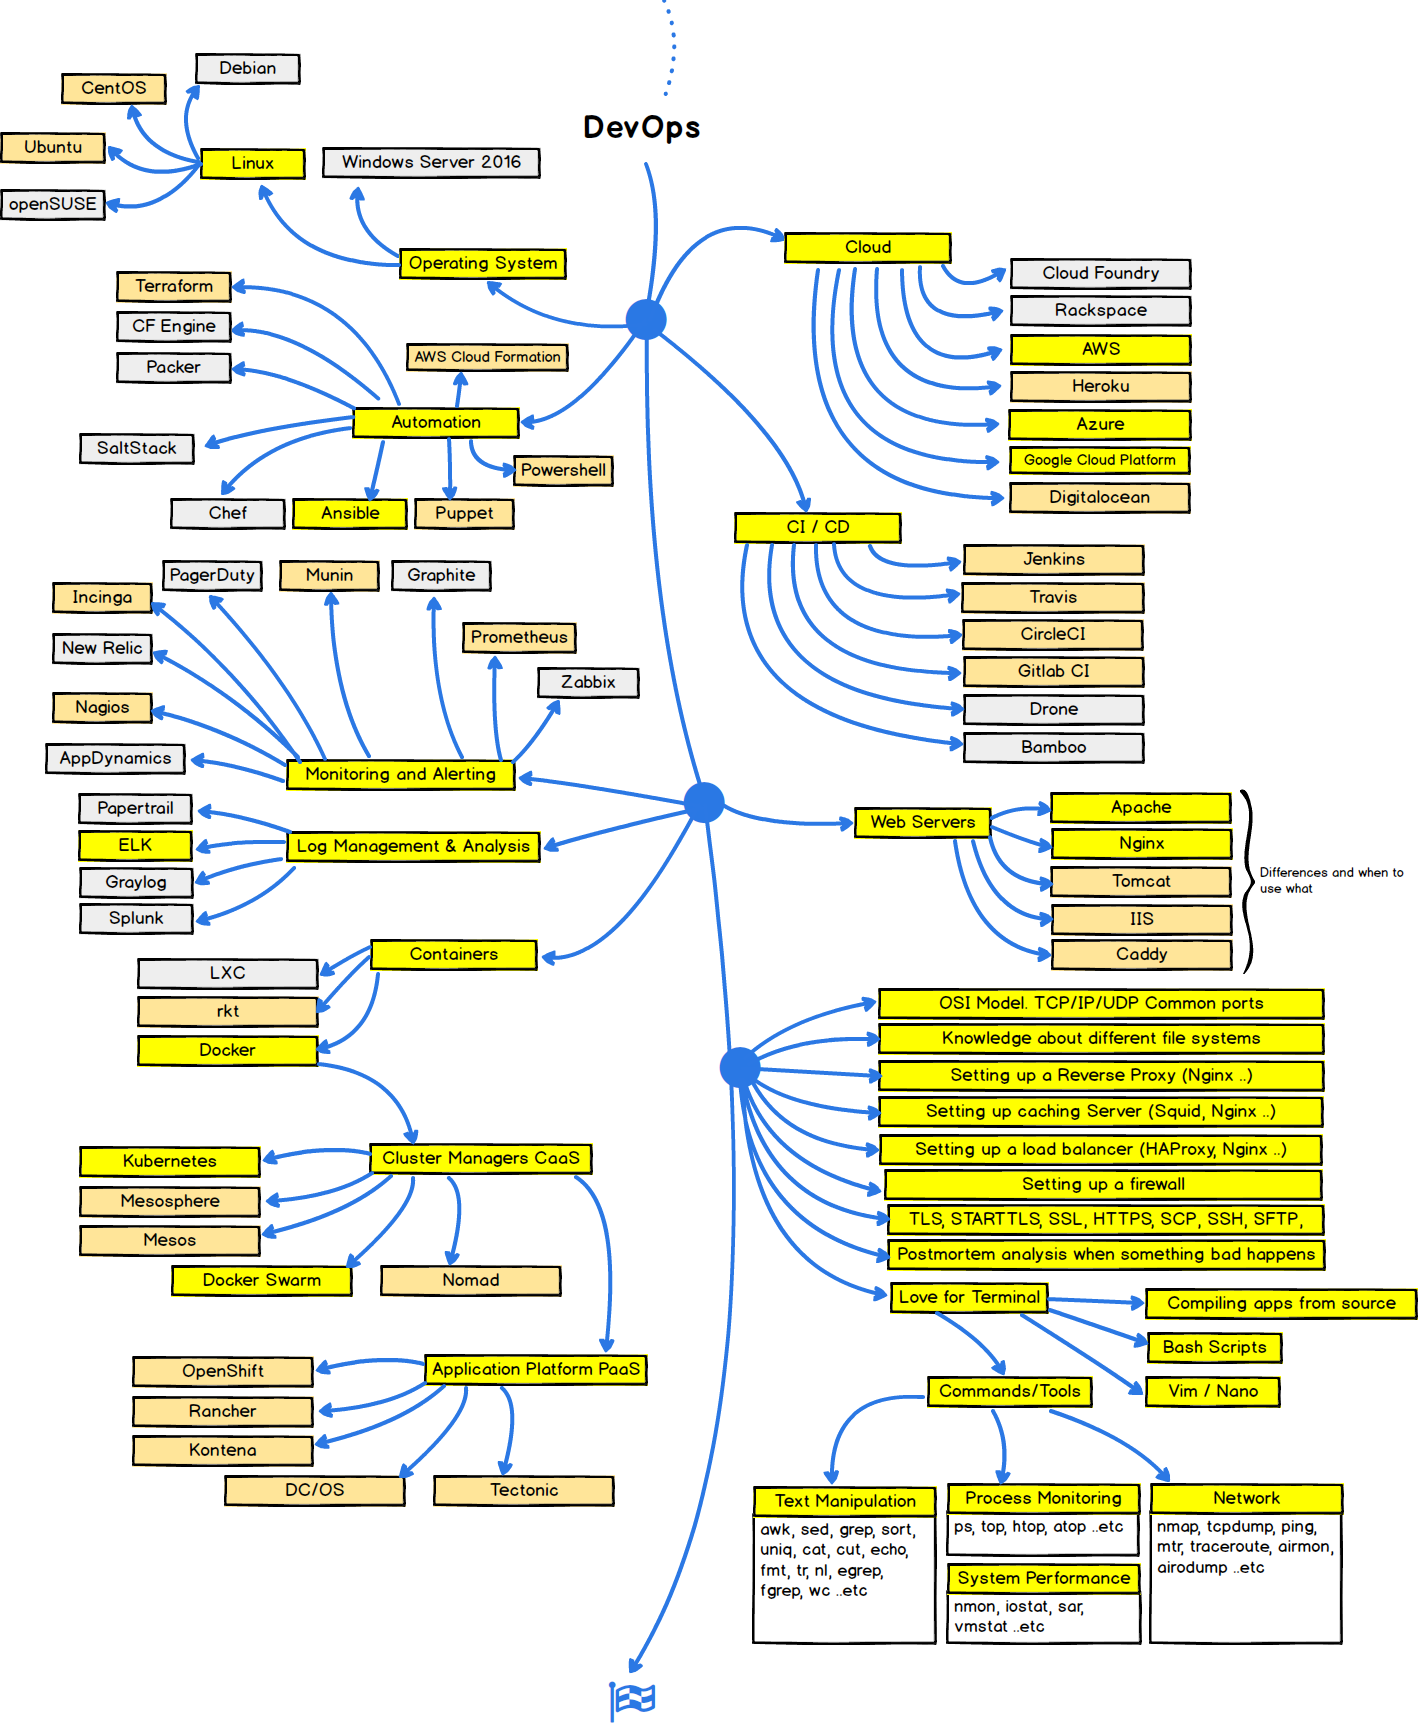 DevOps
Debian
CentOS
Ubuntu
openSUSE
Linux
Windows Server 2016
Operating System
Cloud
Cloud Foundry
Rackspace
AWS
Heroku
Azure
Google Cloud Platform
Digitalocean
Terraform
CF Engine
Packer
AWS Cloud Formation
Automation
SaltStack
Powershell
Chef
Ansible
Puppet
CI / CD
Jenkins
Travis
CircleCI
Gitlab CI
Drone
Bamboo
PagerDuty
Munin
Graphite
Incinga
Prometheus
New Relic
Zabbix
Nagios
AppDynamics
Monitoring and Alerting
Papertrail
ELK
Log Management & Analysis
Graylog
Splunk
Web Servers
Apache
Nginx
Tomcat
IIS
Caddy
Differences and when to
use what
Containers
LXC
rkt
Docker
OSI Model. TCP/IP/UDP Common ports
Knowledge about different file systems
Setting up a Reverse Proxy (Nginx ..)
Setting up caching Server (Squid, Nginx ..)
Setting up a load balancer (HAProxy, Nginx ..)
Setting up a firewall
TLS, STARTTLS, SSL, HTTPS, SCP, SSH, SFTP,
Postmortem analysis when something bad happens
Love for Terminal
Compiling apps from source
Bash Scripts
Vim / Nano
Commands/Tools
Cluster Managers CaaS
Kubernetes
Mesosphere
Mesos
Docker Swarm
Nomad
Application Platform PaaS
OpenShift
Rancher
Kontena
DC/OS
Tectonic
Text Manipulation
awk, sed, grep, sort,
uniq, cat, cut, echo,
fmt, tr, nl, egrep,
fgrep, wc ..etc
Process Monitoring
ps, top, htop, atop ..etc
System Performance
nmon, iostat, sar,
vmstat ..etc
Network
nmap, tcpdump, ping,
mtr, traceroute, airmon,
airodump ..etc